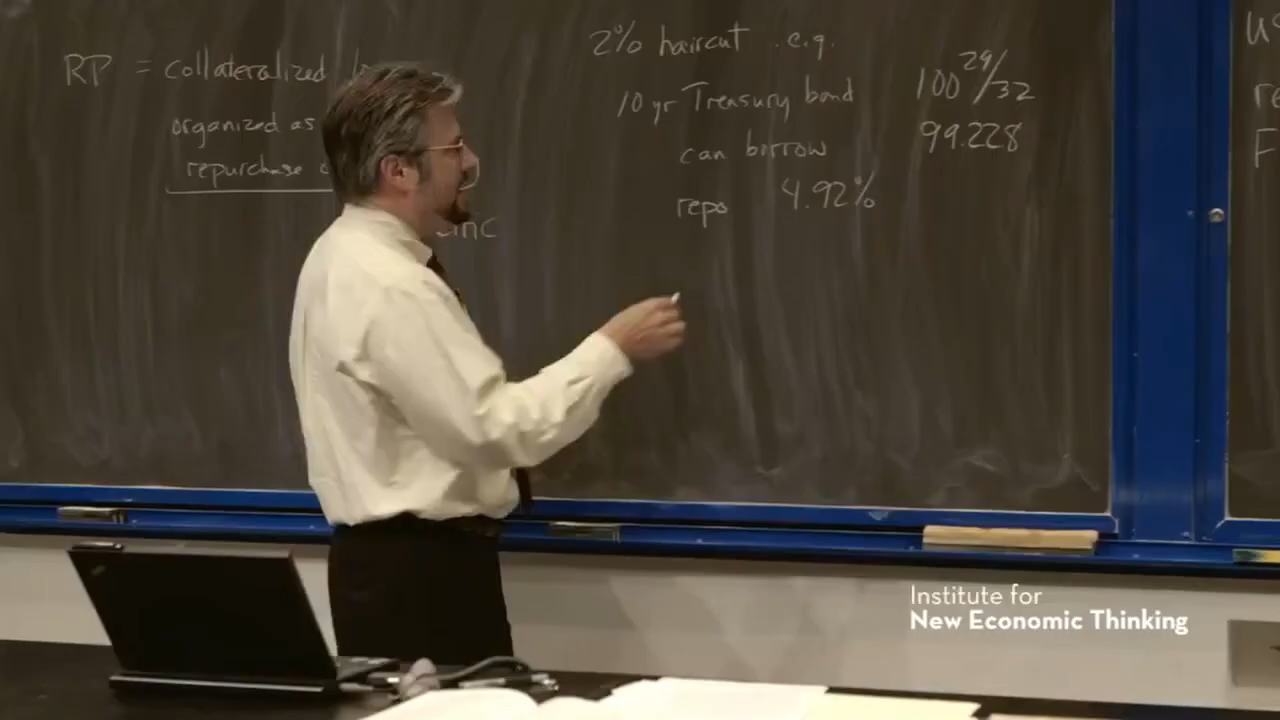 RP = collateralized
organized as
repurchase
2% haircut e.g.
10 yr Treasury bond 100 29/32
can borrow 99.228
repo 4.92%
US
F
Institute for
New Economic Thinking